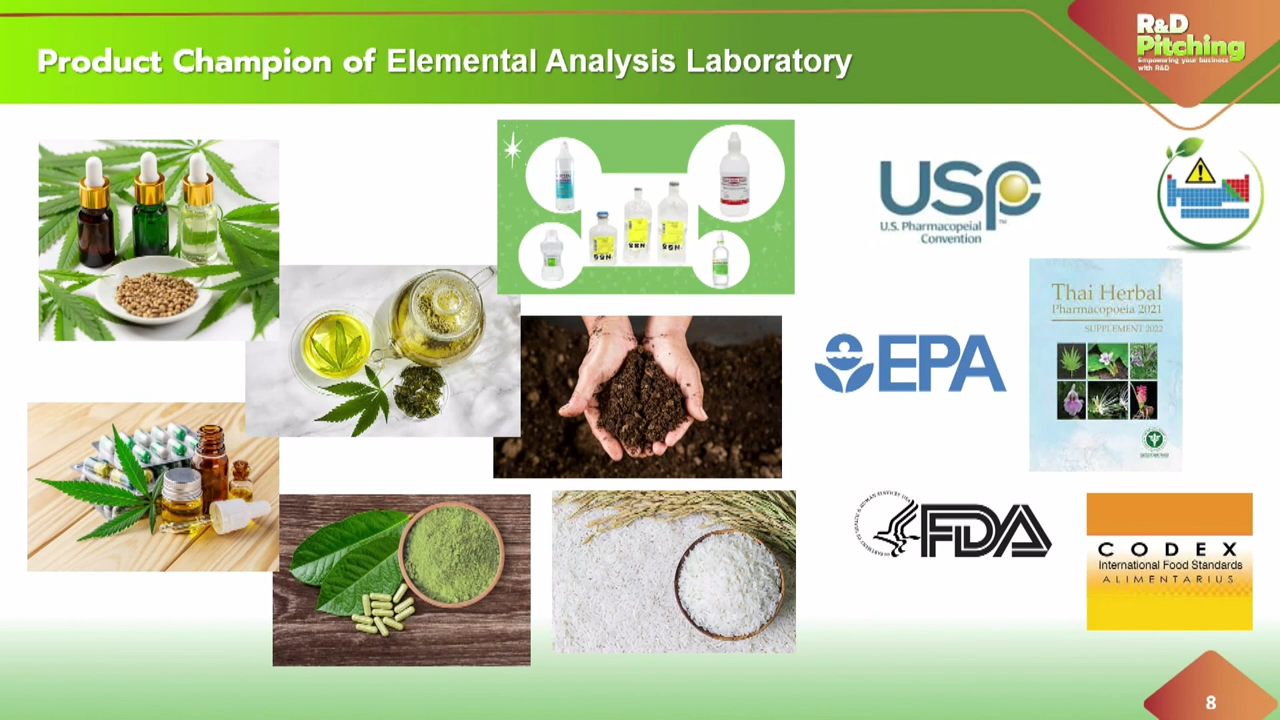 Product Champion of Elemental Analysis Laboratory
R&D
Pitching
Empowering your business
with R&D
USP
U.S. Pharmacopeial
Convention
Thai Herbal
Pharmacopoeia 2021
SUPPLEMENT 2022
EPA
FDA
CODEX
International Food Standards
ALIMENTARIUS
8